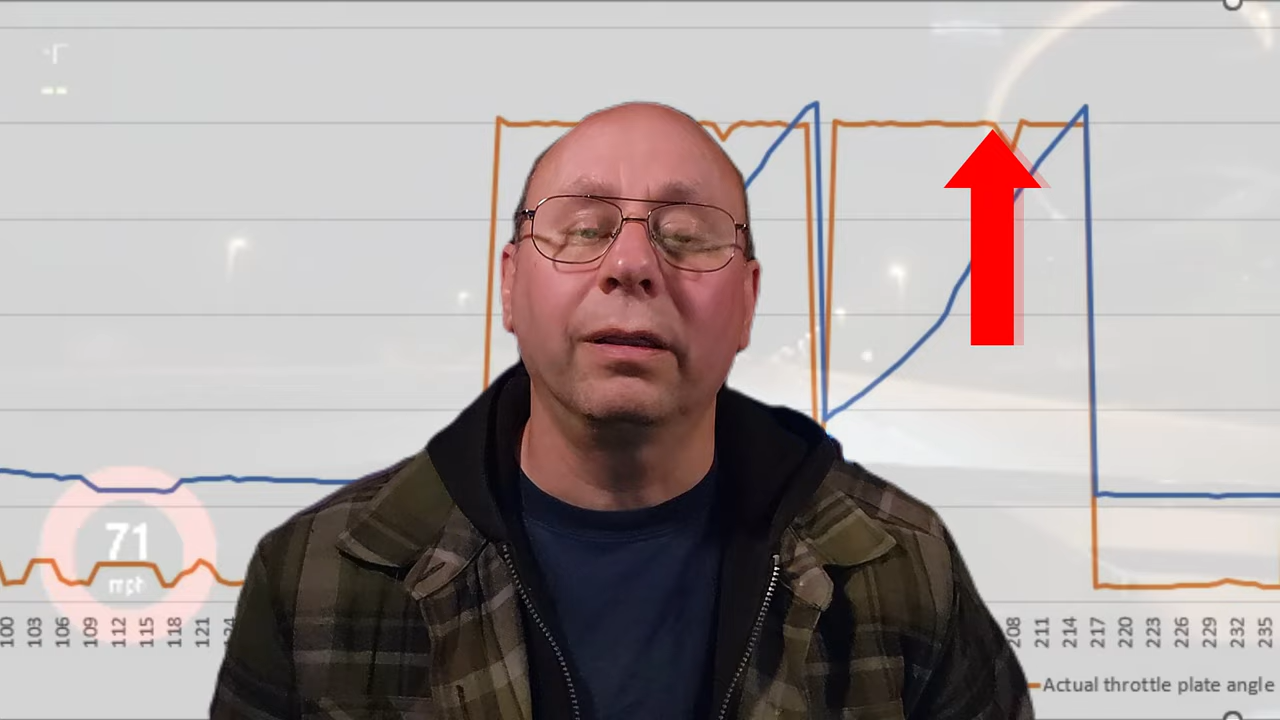 71
mph
100 103 106 109 112 115 118 121 124
208 211 214 217 220 223 226 229 232 235
Actual throttle plate angle